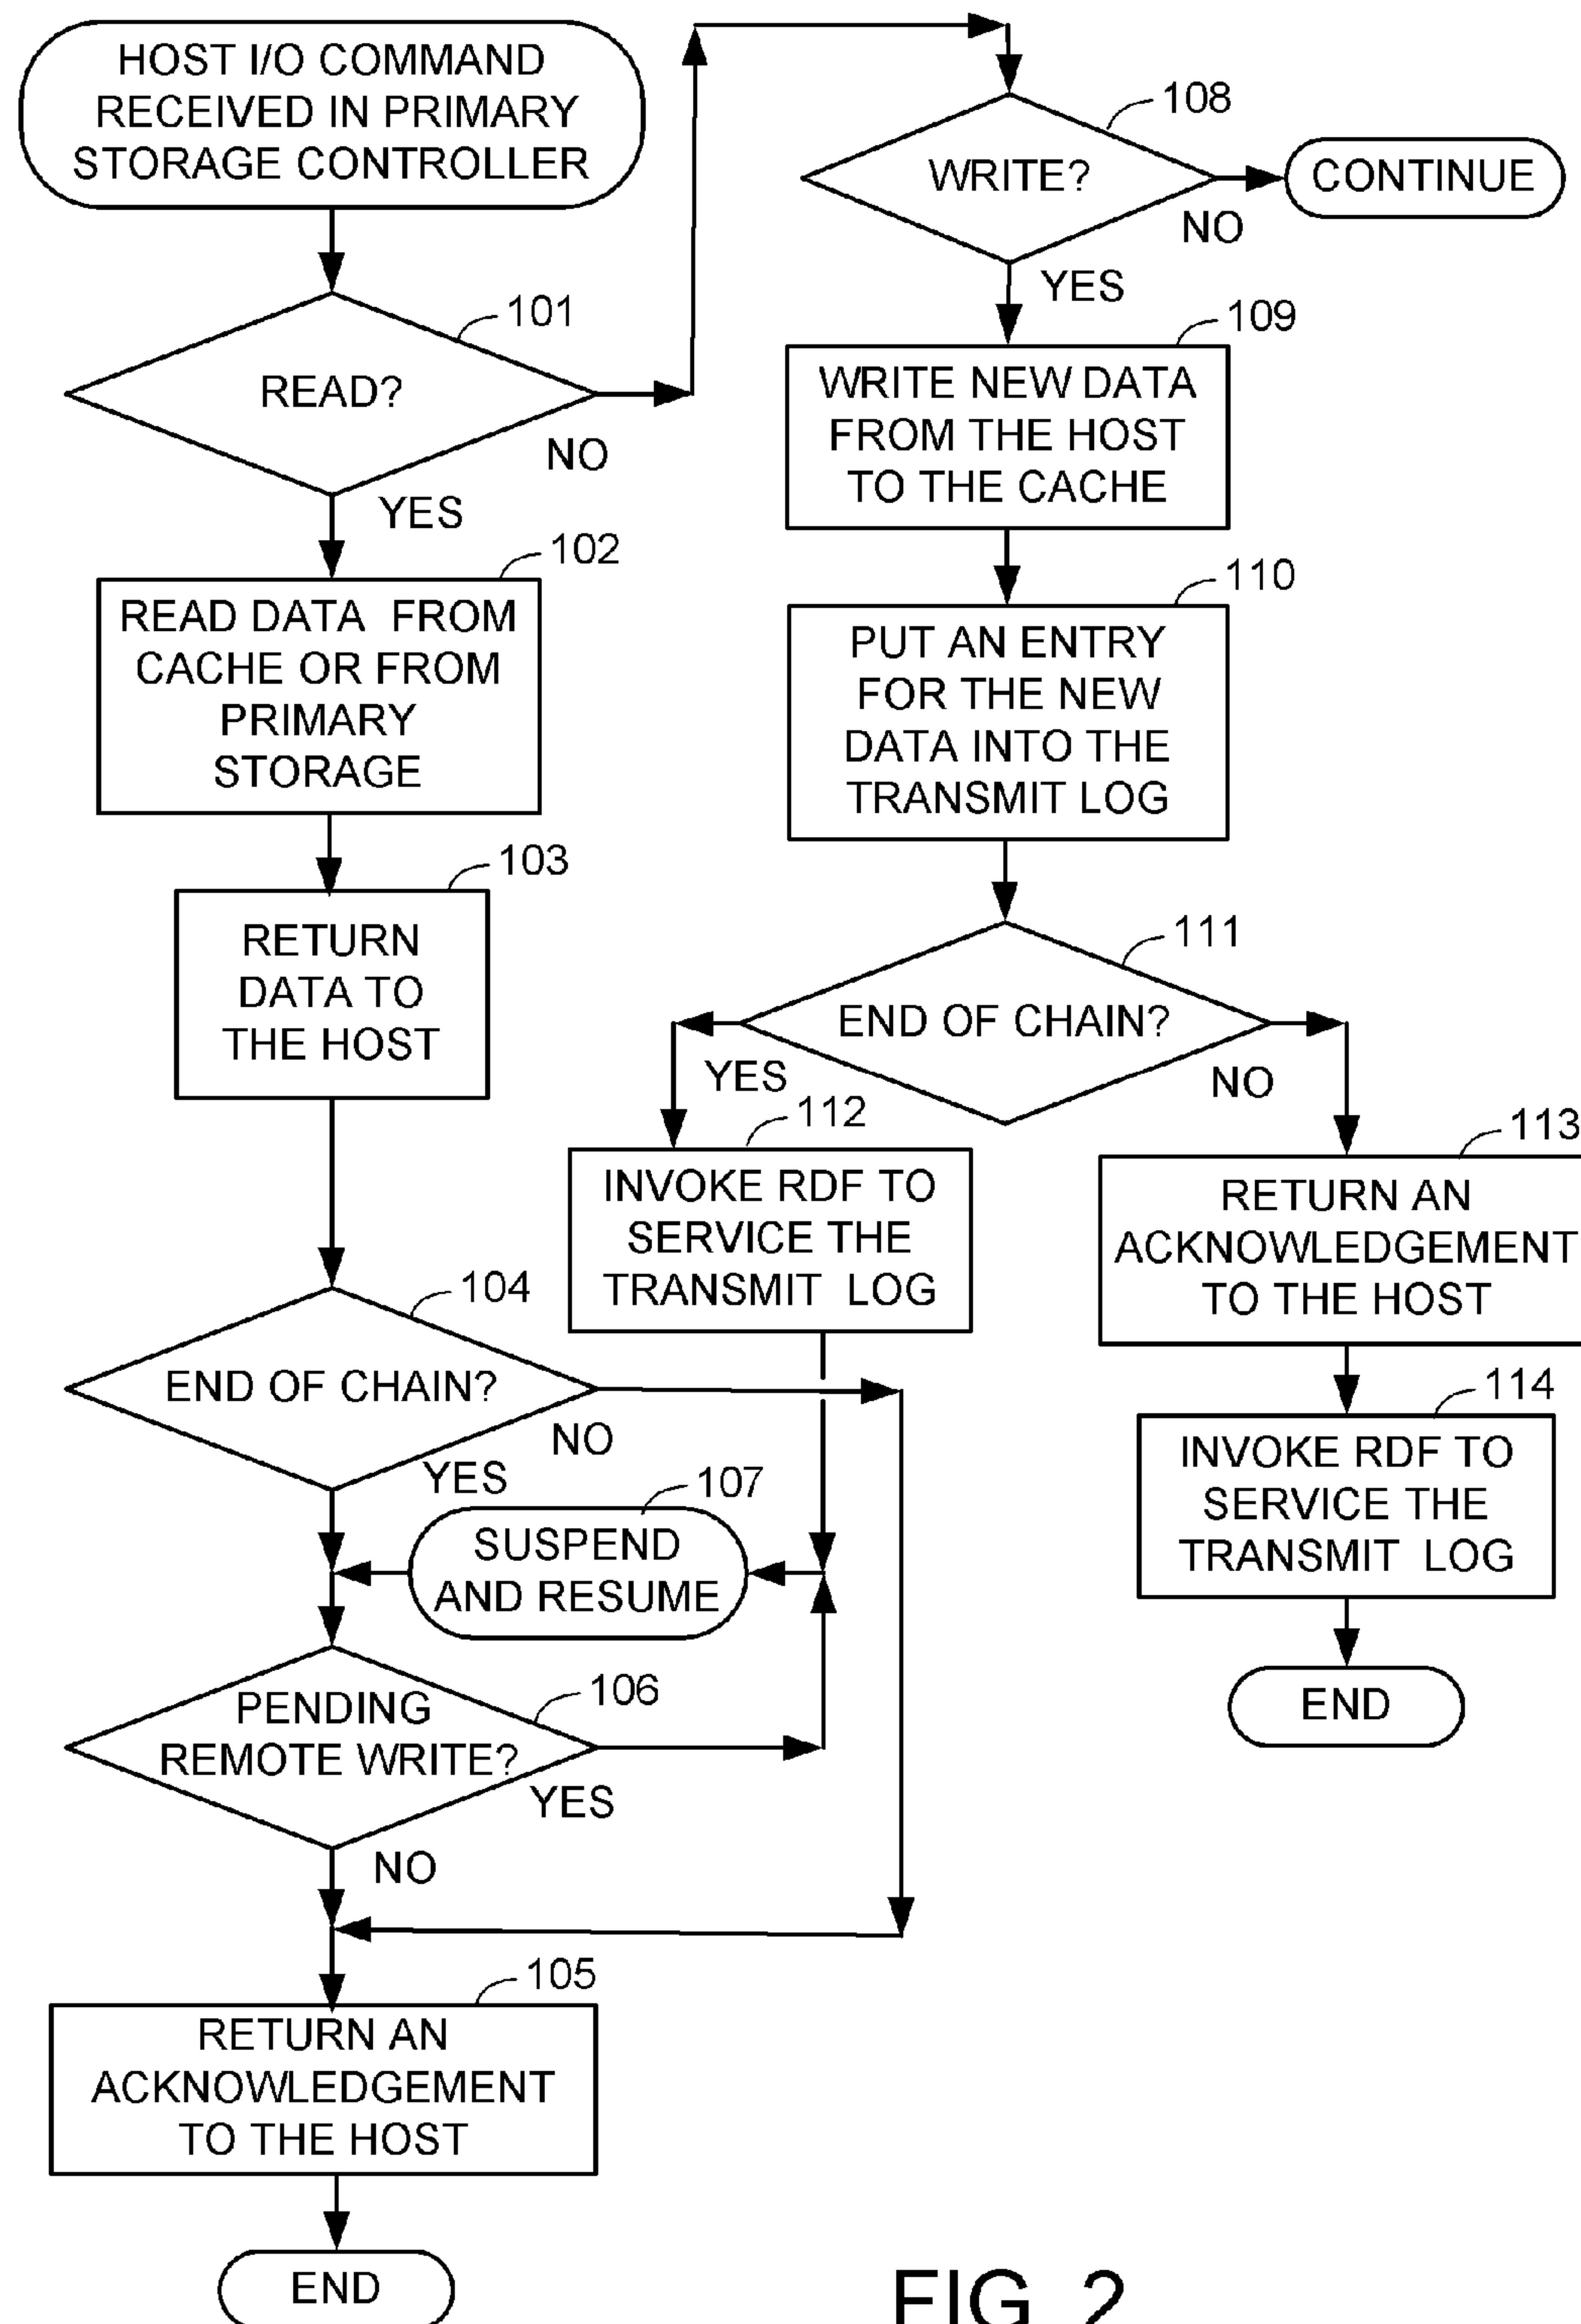 HOST I/O COMMAND
RECEIVED IN PRIMARY
STORAGE CONTROLLER
101
READ?
NO
YES
102
READ DATA FROM
CACHE OR FROM
PRIMARY
STORAGE
103
RETURN
DATA TO
THE HOST
104
END OF CHAIN?
NO
YES
107
SUSPEND
AND RESUME
106
PENDING
REMOTE WRITE?
YES
NO
105
RETURN AN
ACKNOWLEDGEMENT
TO THE HOST
END
108
WRITE?
NO
CONTINUE
YES
109
WRITE NEW DATA
FROM THE HOST
TO THE CACHE
110
PUT AN ENTRY
FOR THE NEW
DATA INTO THE
TRANSMIT LOG
111
END OF CHAIN?
YES
NO
112
INVOKE RDF TO
SERVICE THE
TRANSMIT LOG
113
RETURN AN
ACKNOWLEDGEMENT
TO THE HOST
114
INVOKE RDF TO
SERVICE THE
TRANSMIT LOG
END
FIG. 2